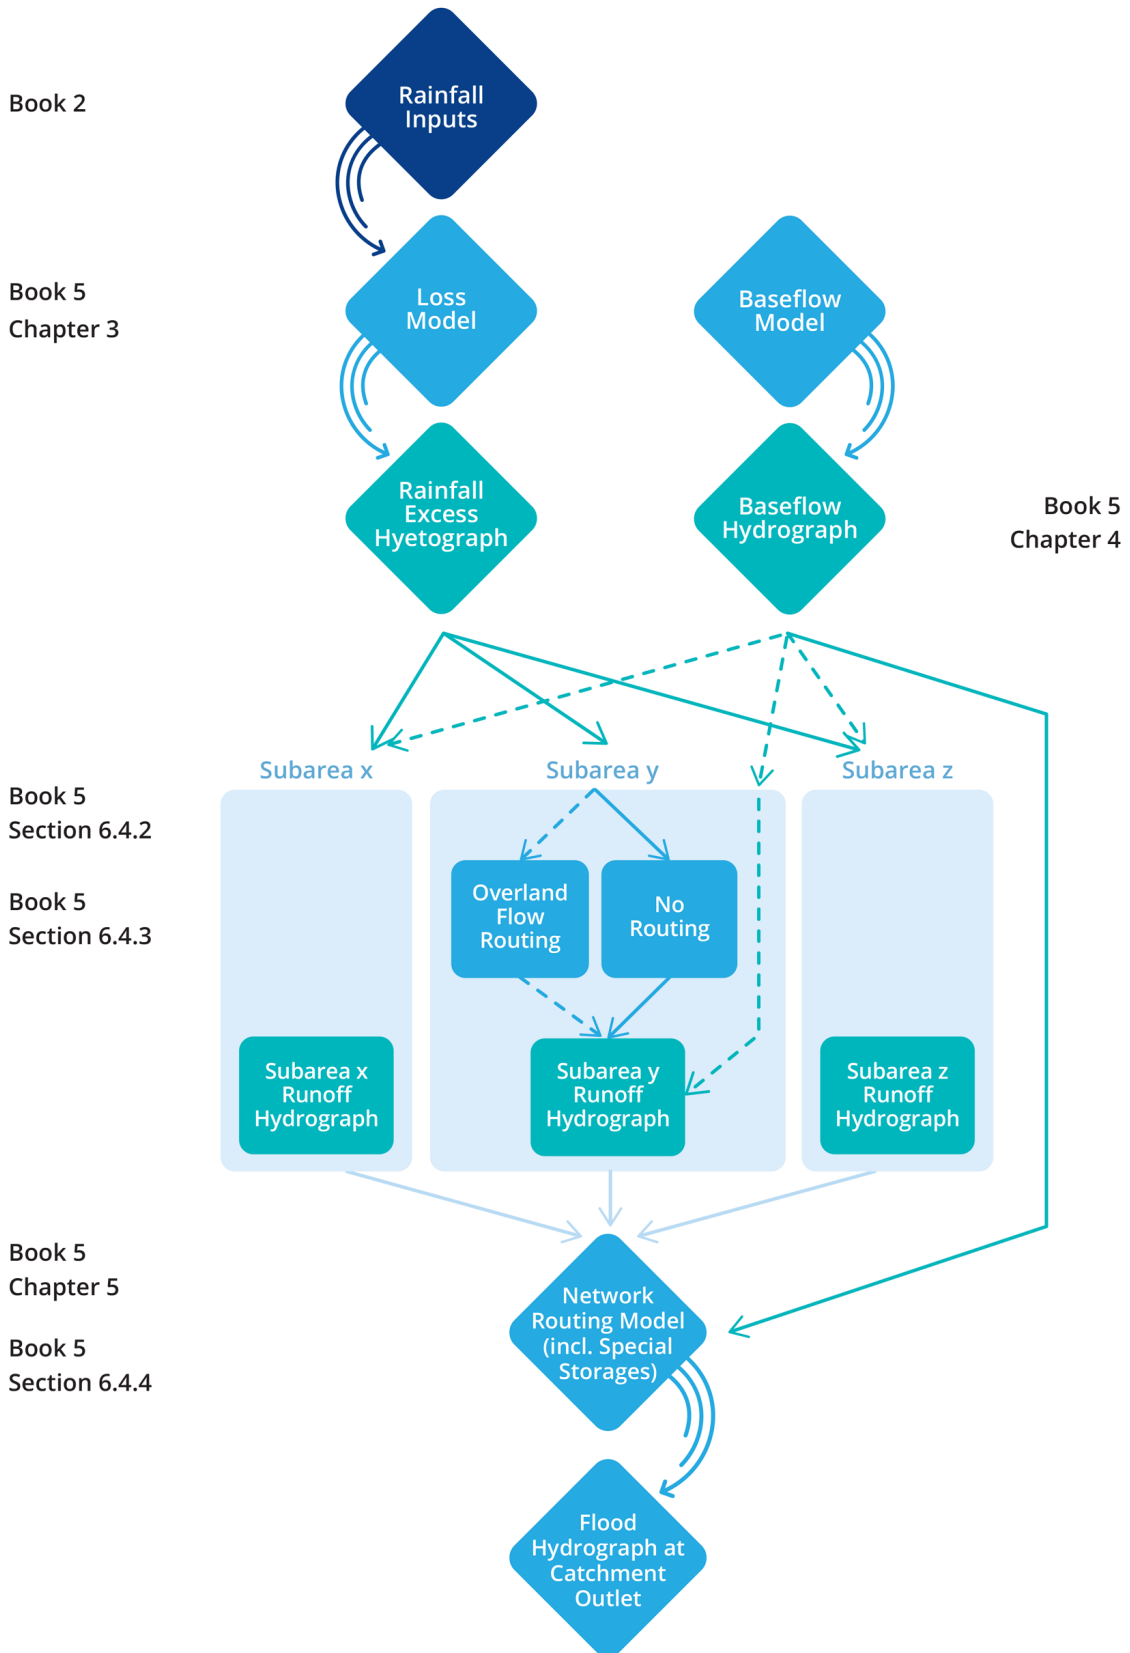 Book 2
Rainfall
Inputs
Book 5
Chapter 3
Loss
Model
Baseflow
Model
Rainfall
Excess
Hyetograph
Baseflow
Hydrograph
Book 5
Chapter 4
Subarea x
Subarea y
Subarea z
Book 5
Section 6.4.2
Book 5
Section 6.4.3
Overland
Flow
Routing
No
Routing
Subarea x
Runoff
Hydrograph
Subarea y
Runoff
Hydrograph
Subarea z
Runoff
Hydrograph
Book 5
Chapter 5
Book 5
Section 6.4.4
Network
Routing Model
(incl. Special
Storages)
Flood
Hydrograph at
Catchment
Outlet